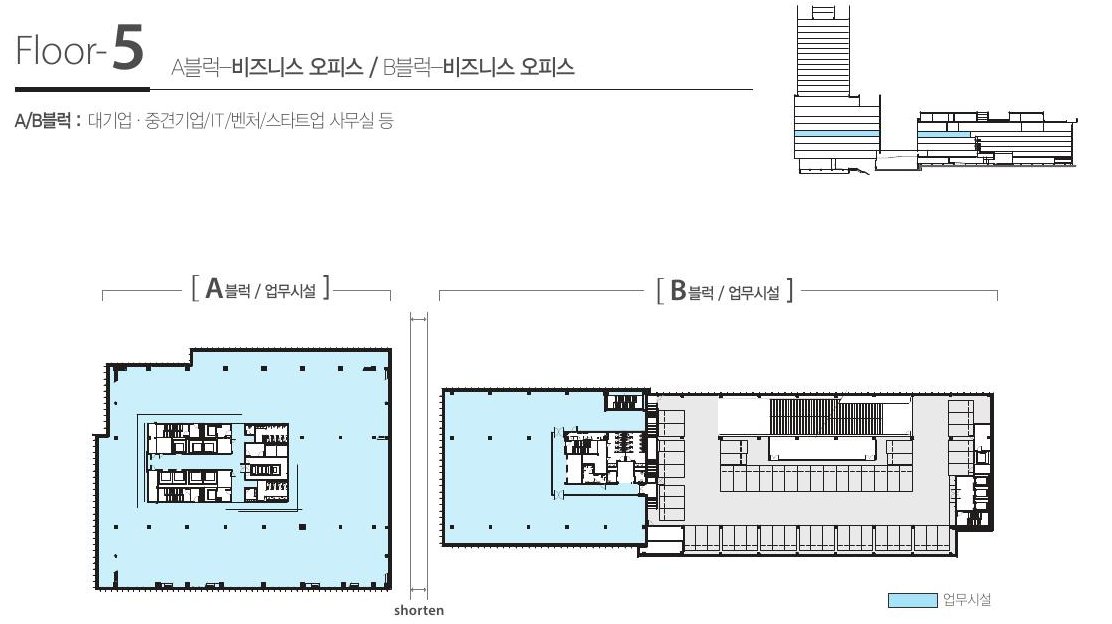 Floor-5
A블럭–비즈니스 오피스 / B블럭–비즈니스 오피스
A/B블럭 : 대기업 · 중견기업/IT/벤처/스타트업 사무실 등
[ A블럭 / 업무시설 ]
[ B블럭 / 업무시설 ]
shorten
업무시설